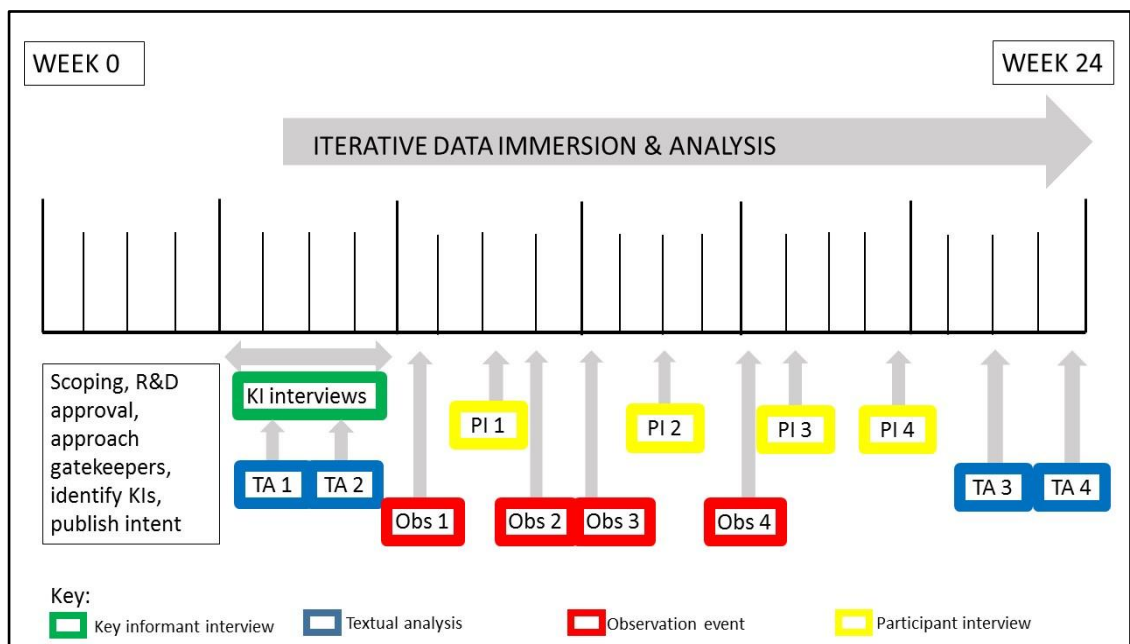 WEEK 0
WEEK 24
ITERATIVE DATA IMMERSION & ANALYSIS
Scoping, R&D
approval,
approach
gatekeepers,
identify KIs,
publish intent
KI interviews
TA 1
TA 2
PI 1
PI 2
PI 3
PI 4
TA 3
TA 4
Obs 1
Obs 2
Obs 3
Obs 4
Key:
Key informant interview
Textual analysis
Observation event
Participant interview